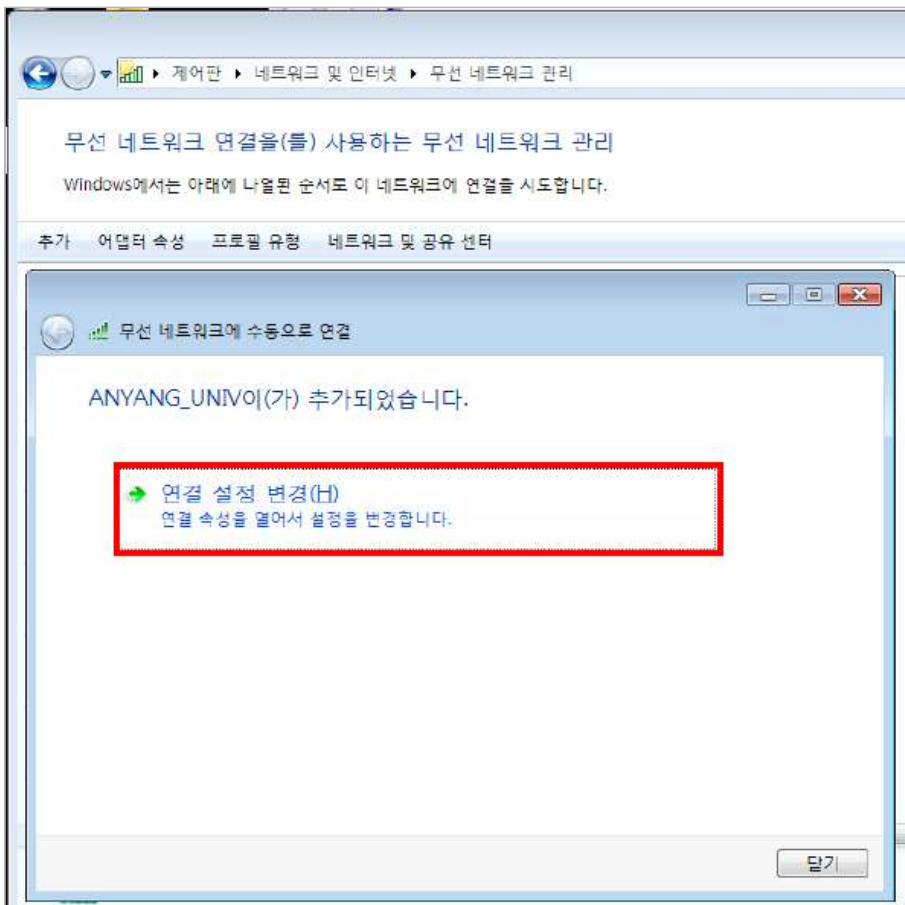 제어판 ▸ 네트워크 및 인터넷 ▸ 무선 네트워크 관리
무선 네트워크 연결을(를) 사용하는 무선 네트워크 관리
Windows에서는 아래에 나열된 순서로 이 네트워크에 연결을 시도합니다.
추가 어댑터 속성 프로필 유형 네트워크 및 공유 센터
무선 네트워크에 수동으로 연결
ANYANG_UNIV이(가) 추가되었습니다.
연결 설정 변경(H)
연결 속성을 열어서 설정을 변경합니다.
닫기